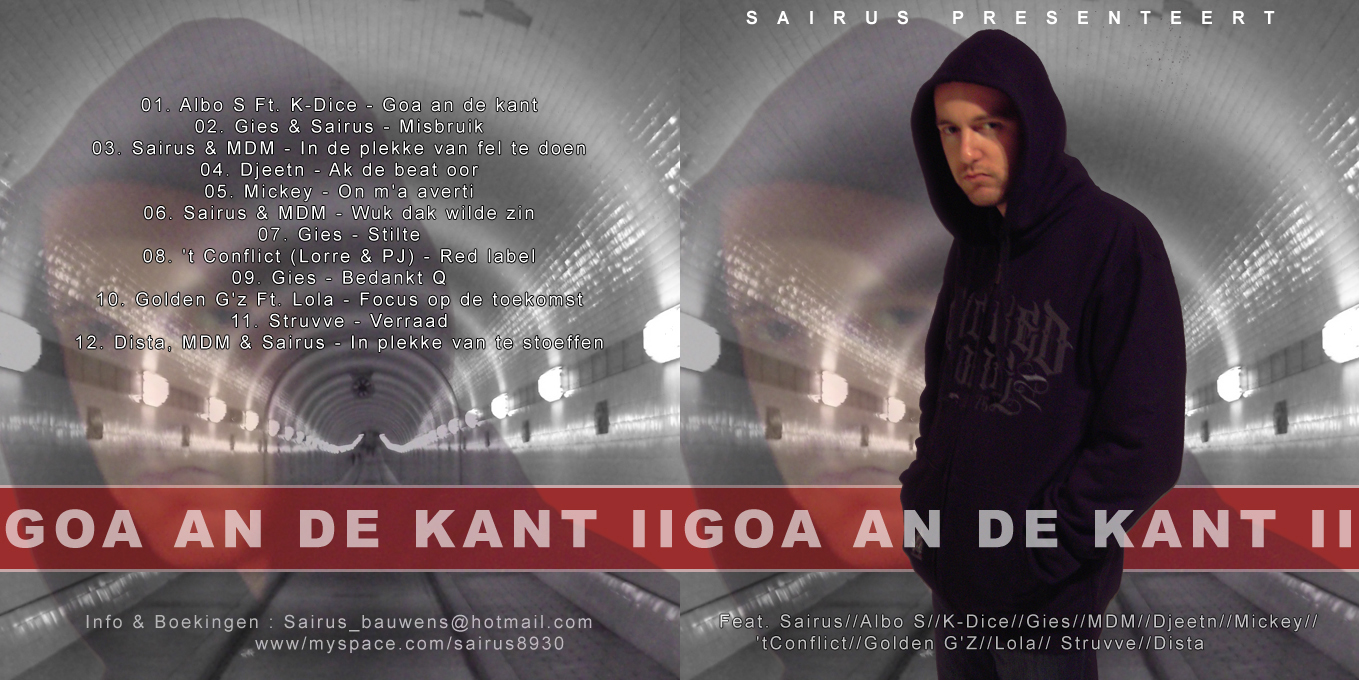 01. Albo S Ft. K-Dice - Goa an de kant
02. Gies & Sairus - Misbruik
03. Sairus & MDM - In de plekke van fel te doen
04. Djeetn - Ak de beat oor
05. Mickey - On m'a averti
06. Sairus & MDM - Wuk dak wilde zin
07. Gies - Stilte
08. 't Conflict (Lorre & PJ) - Red label
09. Gies - Bedankt Q
10. Golden G'z Ft. Lola - Focus op de toekomst
11. Struvve - Verraad
12. Dista, MDM & Sairus - In plekke van te stoeffen
GOA AN DE KANT II
Info & Boekingen : Sairus_bauwens@hotmail.com
www/myspace.com/sairus8930
SAIRUS PRESENTEERT
GOA AN DE KANT II
Feat. Sairus//Albo S//K-Dice//Gies//MDM//Djeetn//Mickey//
'tConflict//Golden G'Z//Lola// Struvve//Dista